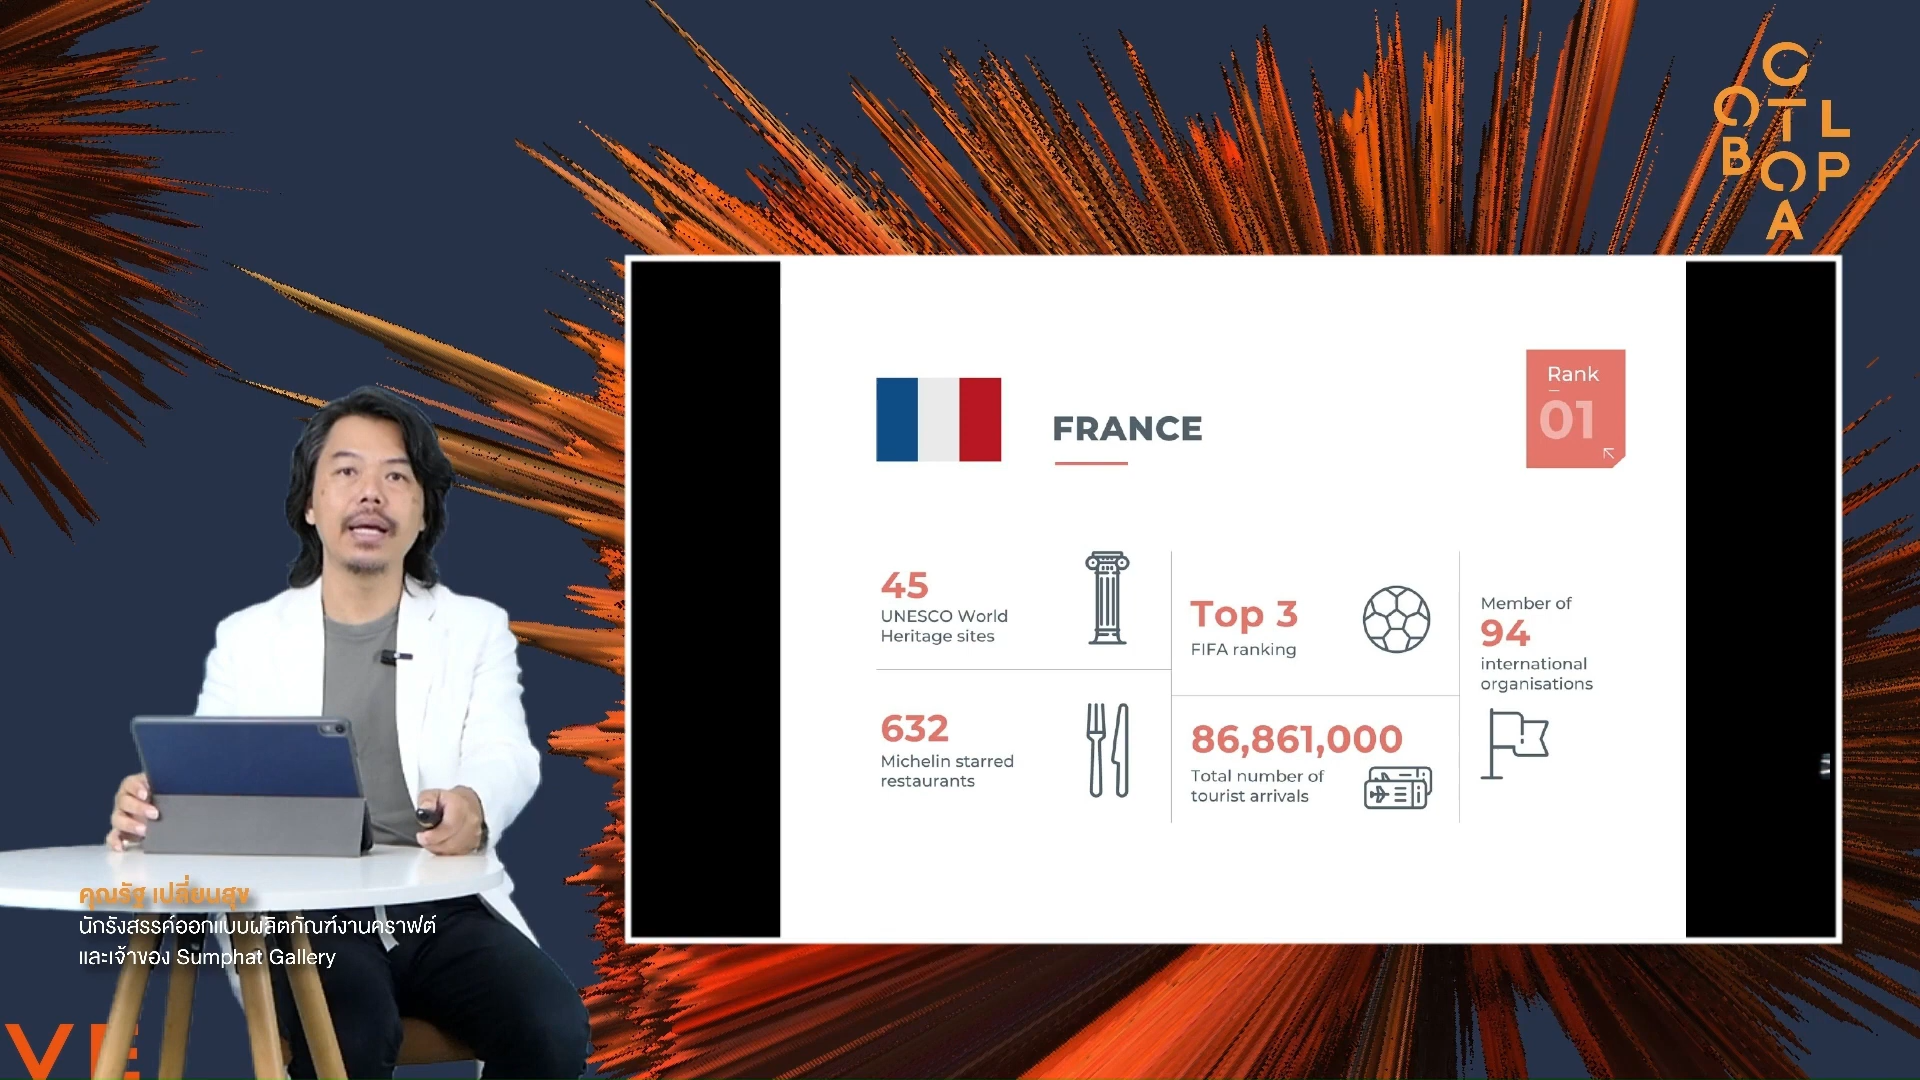 C
O T L
B O P
A
FRANCE
Rank
01
45
UNESCO World
Heritage sites
632
Michelin starred
restaurants
Top 3
FIFA ranking
86,861,000
Total number of
tourist arrivals
Member of
94
international
organisations
คุณรัฐ เปลี่ยนสุข
นักรังสรรค์ออกแบบผลิตภัณฑ์งานคราฟต์
และเจ้าของ Sumphat Gallery
VE